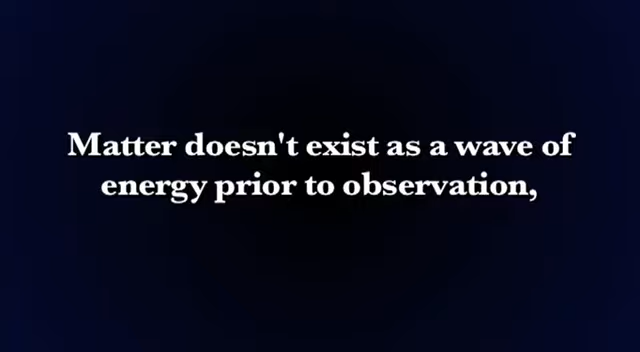 Matter doesn't exist as a wave of
energy prior to observation,